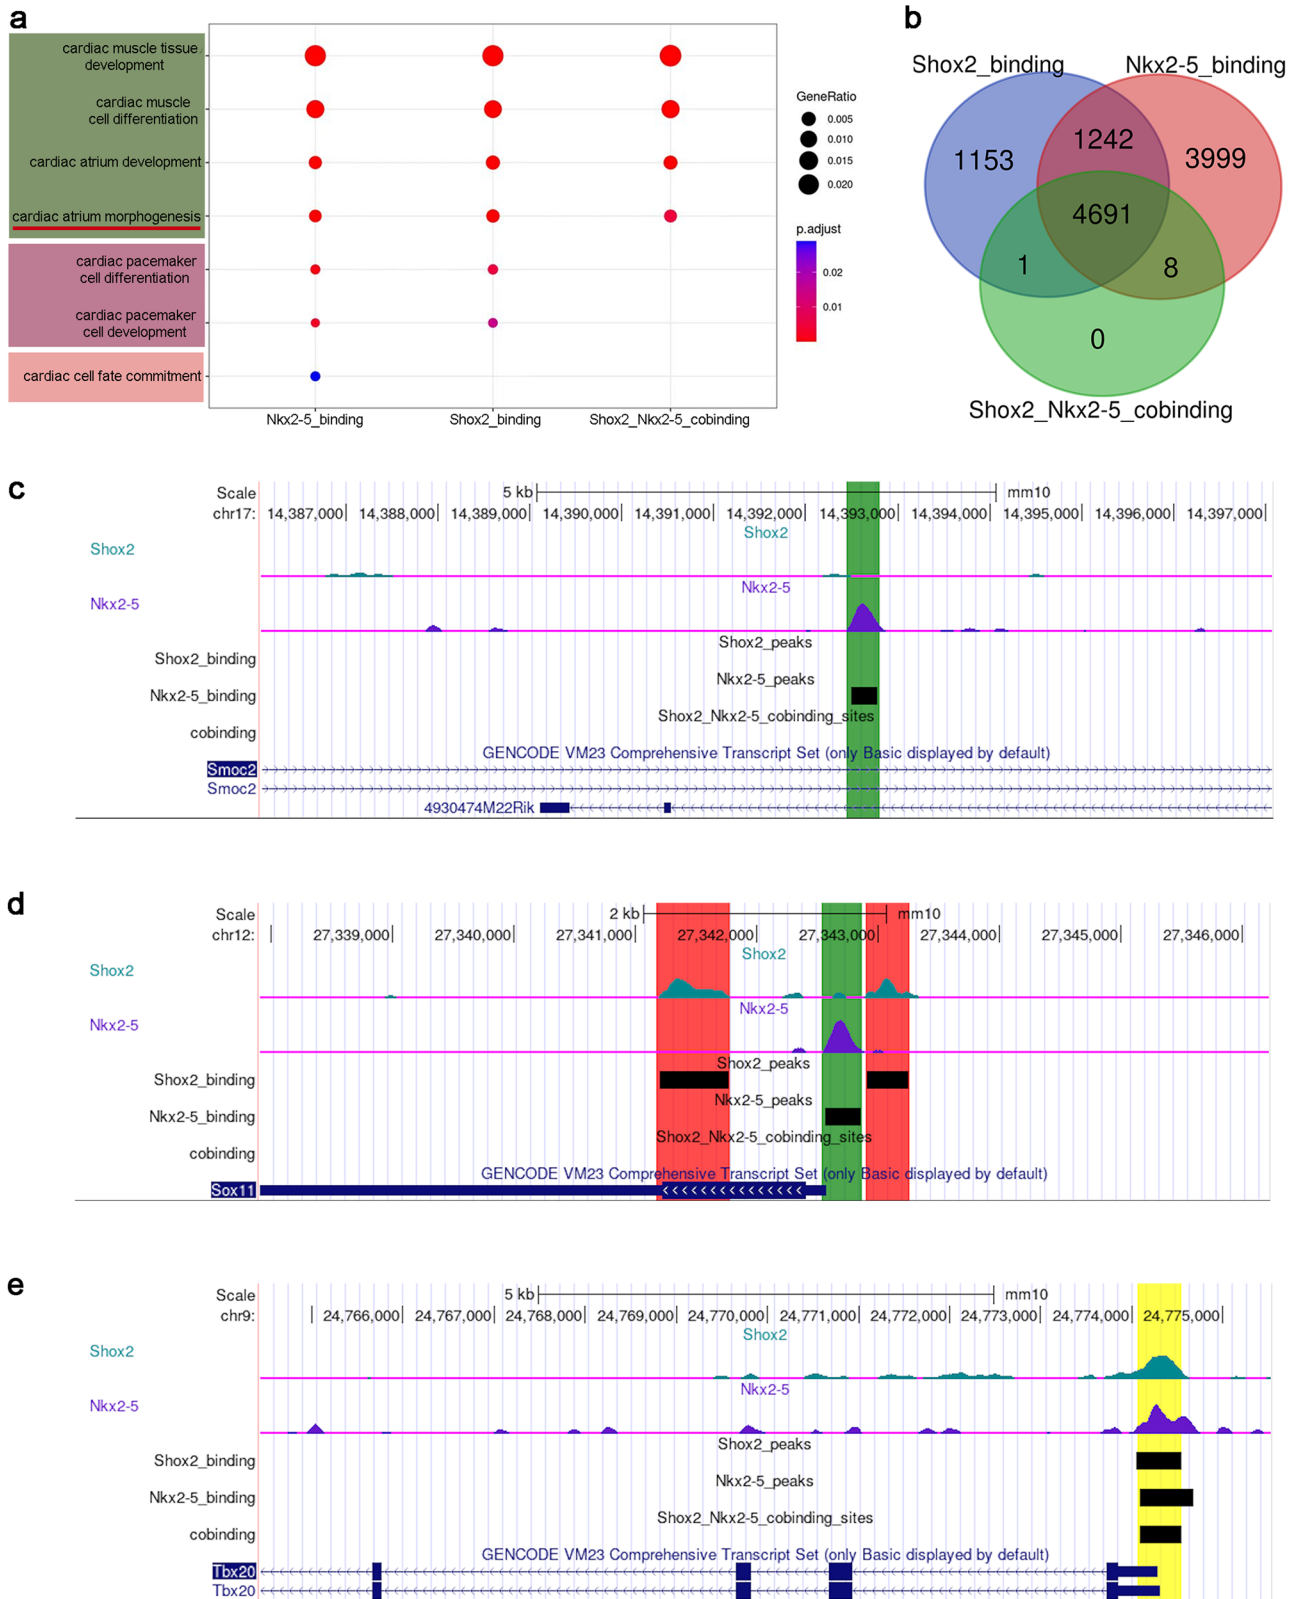 a
cardiac muscle tissue
development
cardiac muscle
cell differentiation
cardiac atrium development
cardiac atrium morphogenesis
cardiac pacemaker
cell differentiation
cardiac pacemaker
cell development
cardiac cell fate commitment
Nkx2-5_binding
Shox2_binding
Shox2_Nkx2-5_cobinding
GeneRatio
0.005
0.010
0.015
0.020
p.adjust
0.02
0.01
b
Shox2_binding
Nkx2-5_binding
1153
1242
3999
4691
1
8
0
Shox2_Nkx2-5_cobinding
c
Scale 5 kb mm10
chr17: 14,387,000 14,388,000 14,389,000 14,390,000 14,391,000 14,392,000 14,393,000 14,394,000 14,395,000 14,396,000 14,397,000
Shox2
Shox2
Nkx2-5
Nkx2-5
Shox2_peaks
Shox2_binding
Nkx2-5_peaks
Nkx2-5_binding
Shox2_Nkx2-5_cobinding_sites
cobinding
GENCODE VM23 Comprehensive Transcript Set (only Basic displayed by default)
Smoc2
Smoc2
4930474M22Rik
d
Scale 2 kb mm10
chr12: 27,339,000 27,340,000 27,341,000 27,342,000 27,343,000 27,344,000 27,345,000 27,346,000
Shox2
Shox2
Nkx2-5
Nkx2-5
Shox2_peaks
Shox2_binding
Nkx2-5_peaks
Nkx2-5_binding
Shox2_Nkx2-5_cobinding_sites
cobinding
GENCODE VM23 Comprehensive Transcript Set (only Basic displayed by default)
Sox11
e
Scale 5 kb mm10
chr9: 24,766,000 24,767,000 24,768,000 24,769,000 24,770,000 24,771,000 24,772,000 24,773,000 24,774,000 24,775,000
Shox2
Shox2
Nkx2-5
Nkx2-5
Shox2_peaks
Shox2_binding
Nkx2-5_peaks
Nkx2-5_binding
Shox2_Nkx2-5_cobinding_sites
cobinding
GENCODE VM23 Comprehensive Transcript Set (only Basic displayed by default)
Tbx20
Tbx20